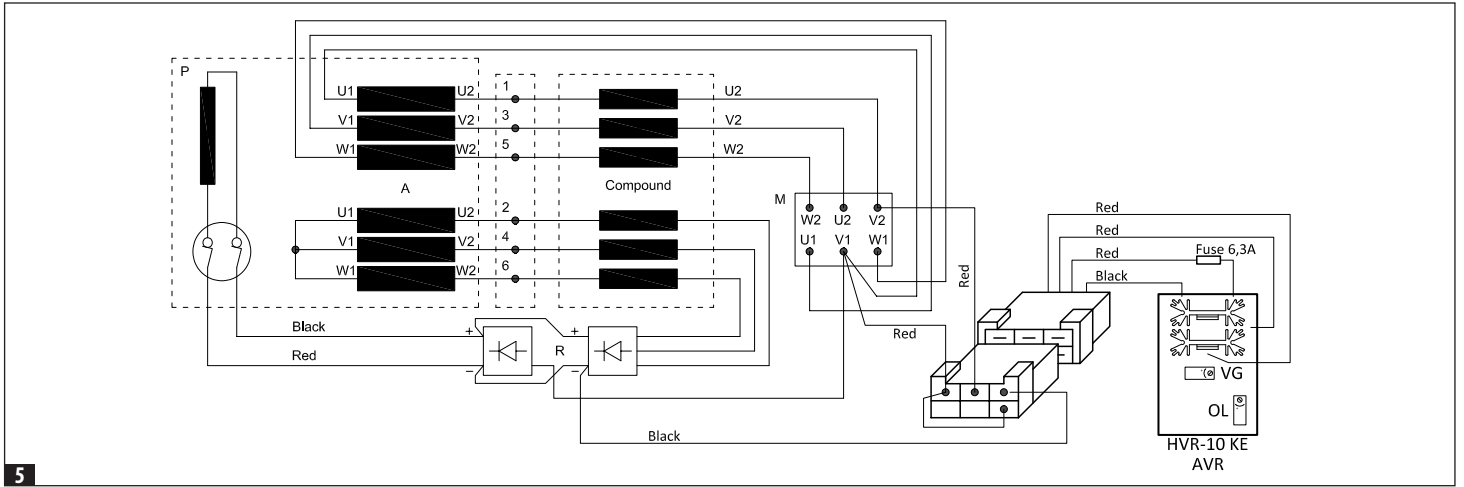 P
U1 U2 1 U2
V1 V2 3 V2
W1 W2 5 W2
A Compound
M
W2 U2 V2
U1 V1 W1
U1 U2 2
V1 V2 4
W1 W2 6
Red
Red
Red Fuse 6,3A
Black
Red
Red
Black + +
R
Red - -
VG
OL
Black
HVR-10 KE
AVR
5